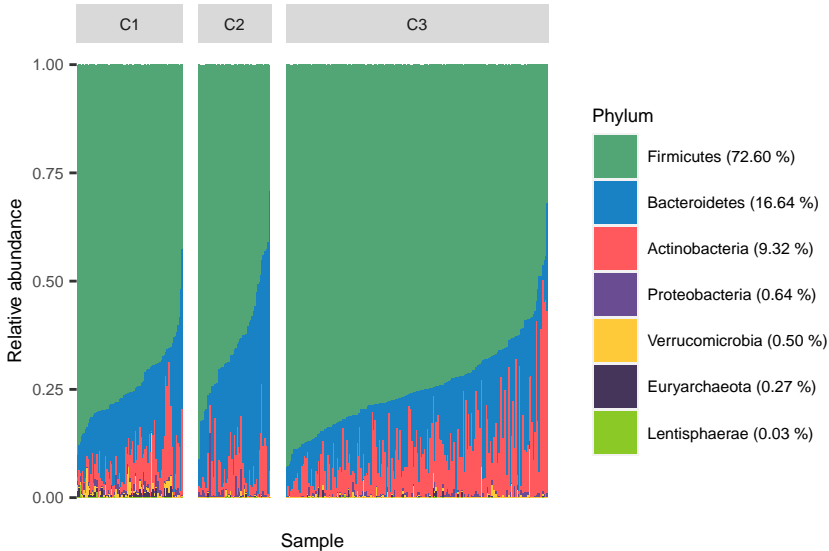 C1 C2 C3
1.00
0.75
0.50
0.25
0.00
Relative abundance
Sample
Phylum
Firmicutes (72.60 %)
Bacteroidetes (16.64 %)
Actinobacteria (9.32 %)
Proteobacteria (0.64 %)
Verrucomicrobia (0.50 %)
Euryarchaeota (0.27 %)
Lentisphaerae (0.03 %)